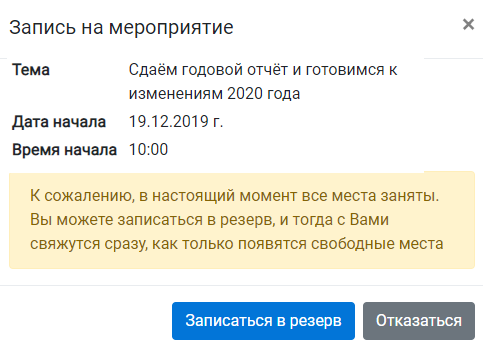 Запись на мероприятие ×
Тема Сдаём годовой отчёт и готовимся к
изменениям 2020 года
Дата начала 19.12.2019 г.
Время начала 10:00
К сожалению, в настоящий момент все места заняты.
Вы можете записаться в резерв, и тогда с Вами
свяжутся сразу, как только появятся свободные места
Записаться в резерв Отказаться